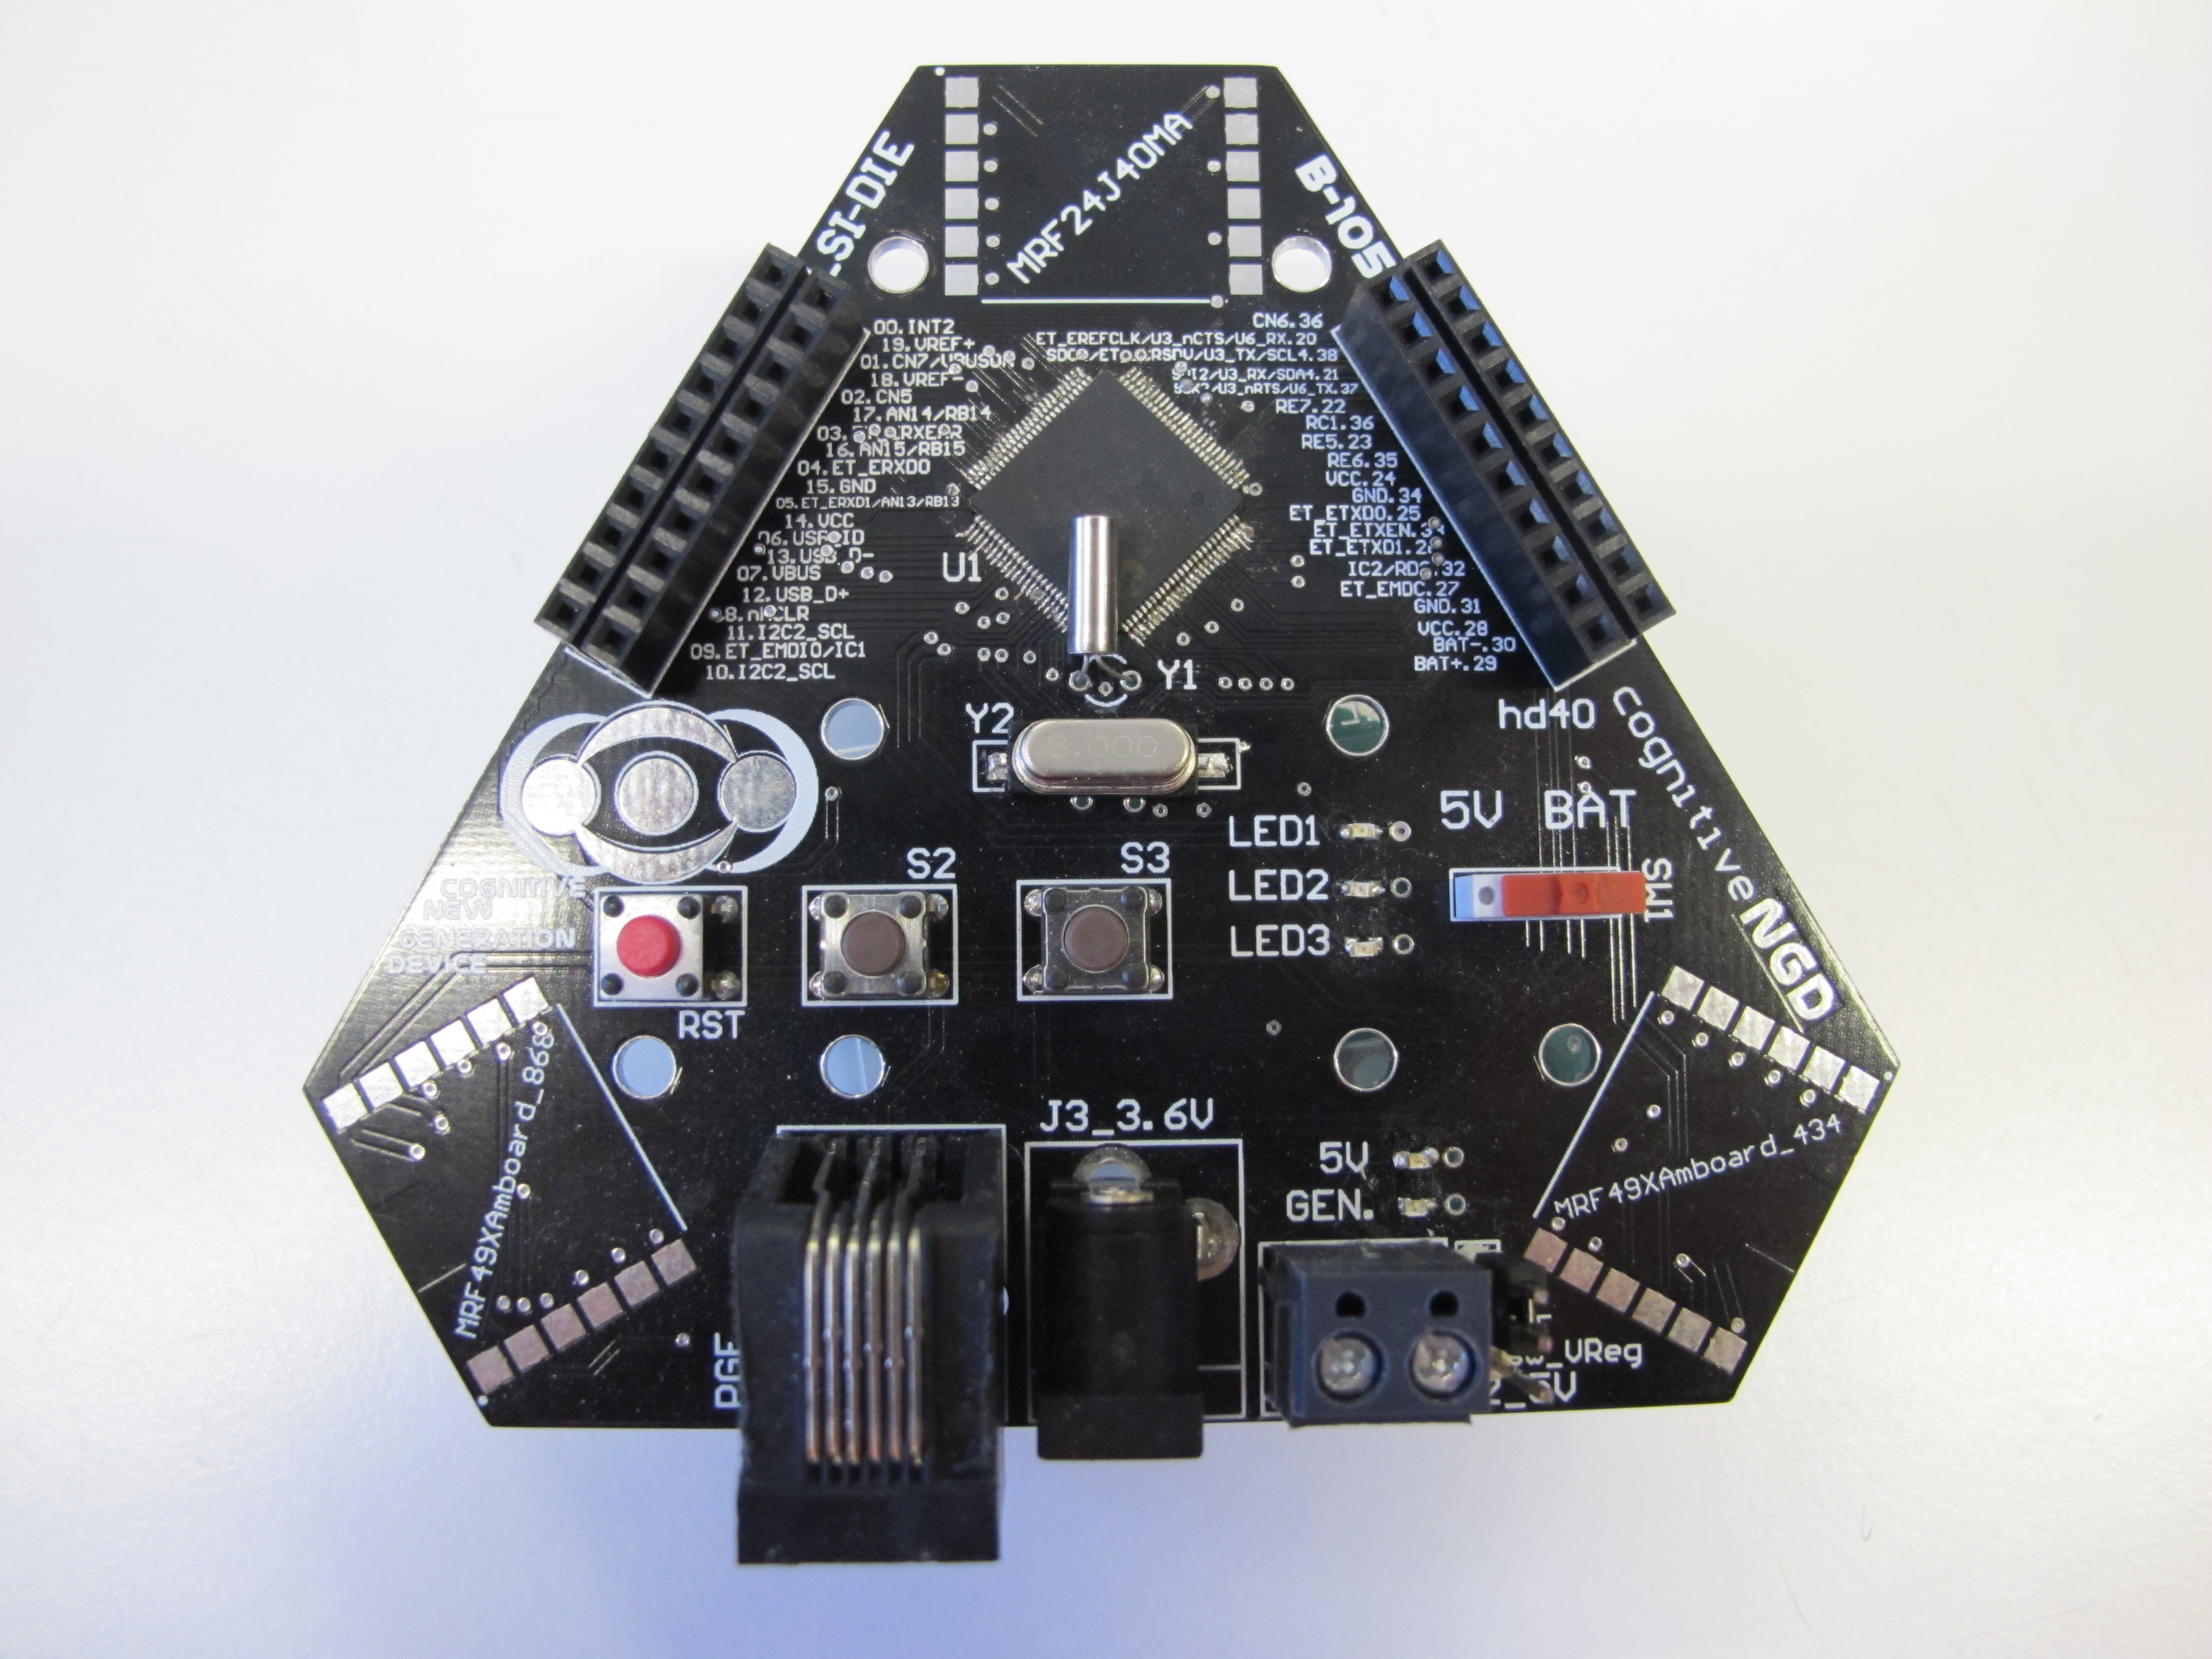 MRF24J40MA
LSI-DIE
B-105
00.INT2
19.VREF+
18.VREF-
02.CN5
17.AN14/RB14
16.AN15/RB15
04.ET_ERXD0
15.GND
05.ET_ERXD1/AN13/RB13
14.VCC
07.VBUS
12.USB_D+
11.I2C2_SCL
09.ET_EMDIO/IC1
10.I2C2_SCL
CN6.36
ET_EREFCLK/U3_nCTS/U6_RX.20
RE7.22
RC1.36
RE5.23
RE6.35
VCC.24
GND.34
ET_ETXD0.25
ET_EMDC.27
GND.31
VCC.28
BAT-.30
BAT+.29
U1
Y1
Y2
8.000
hd40
cognitive NGD
5V BAT
SW1
COGNITIVE
NEW
GENERATION
DEVICE
RST
S2
S3
LED1
LED2
LED3
MRF49XAmboard_868
MRF49XAmboard_434
J3_3.6V
5V
GEN.